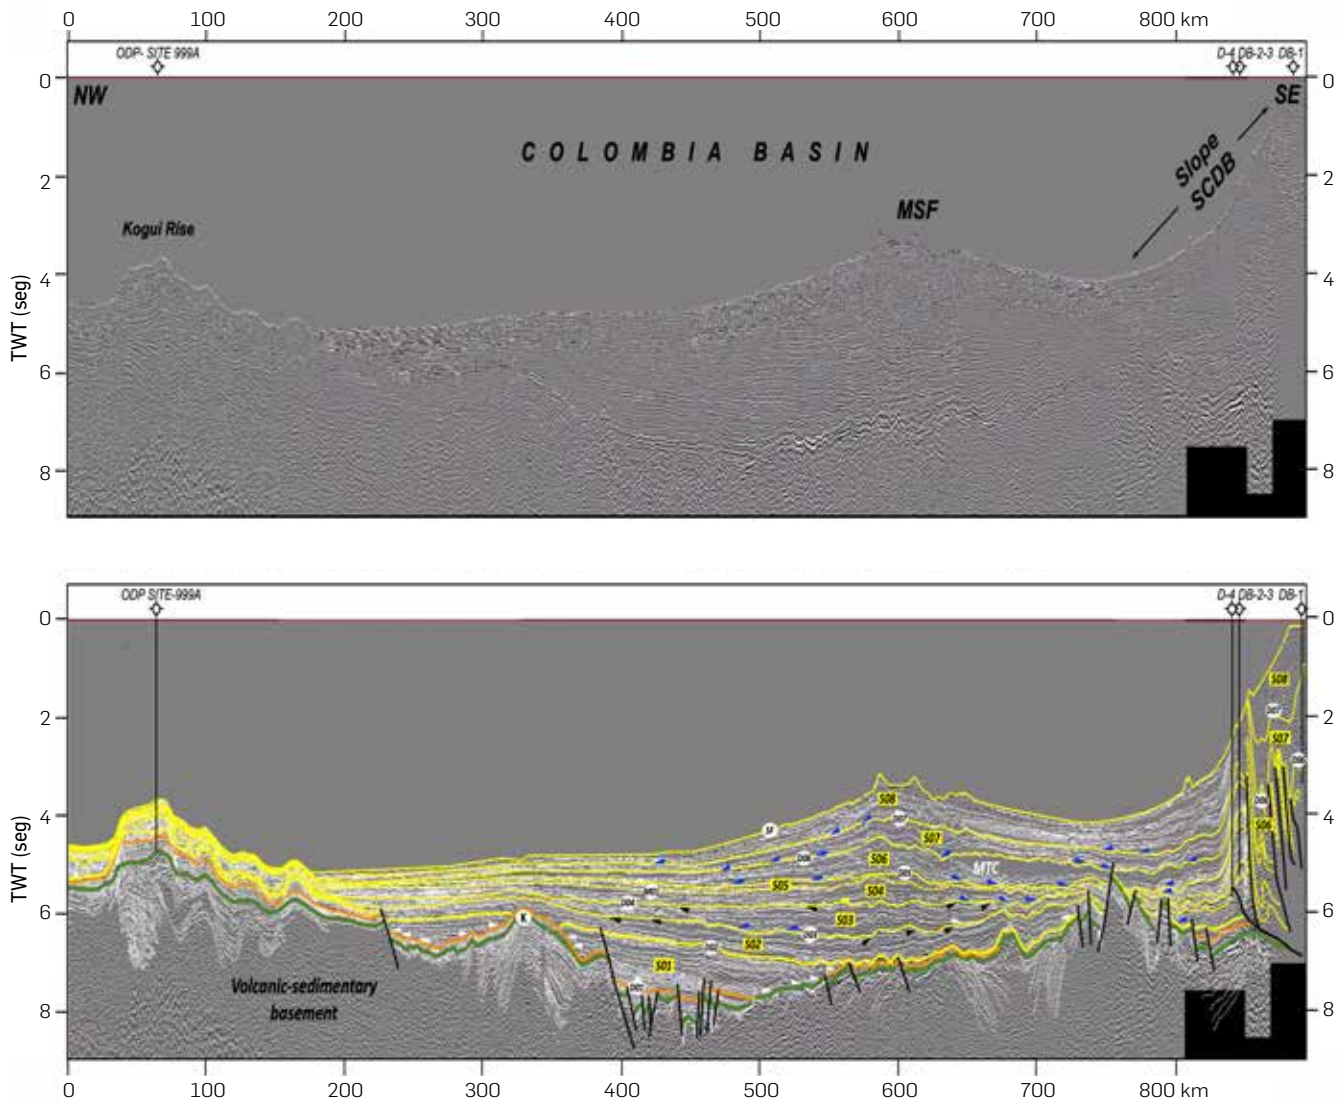 0 100 200 300 400 500 600 700 800 km
ODP- SITE 999A D-4 DB-2-3 DB-1
0 0
NW SE
COLOMBIA BASIN
Slope
SCDB
2 2
MSF
Kogui Rise
4 4
TWT (seg)
6 6
8 8
ODP SITE-999A D-4 DB-2-3 DB-1
0 0
S08
2 2
S07
S08
4 4
SF
S07
S06
S06
MTC
S05
S04
TWT (seg)
6 6
K
S03
S02
S01
Volcanic-sedimentary
basement
8 8
0 100 200 300 400 500 600 700 800 km